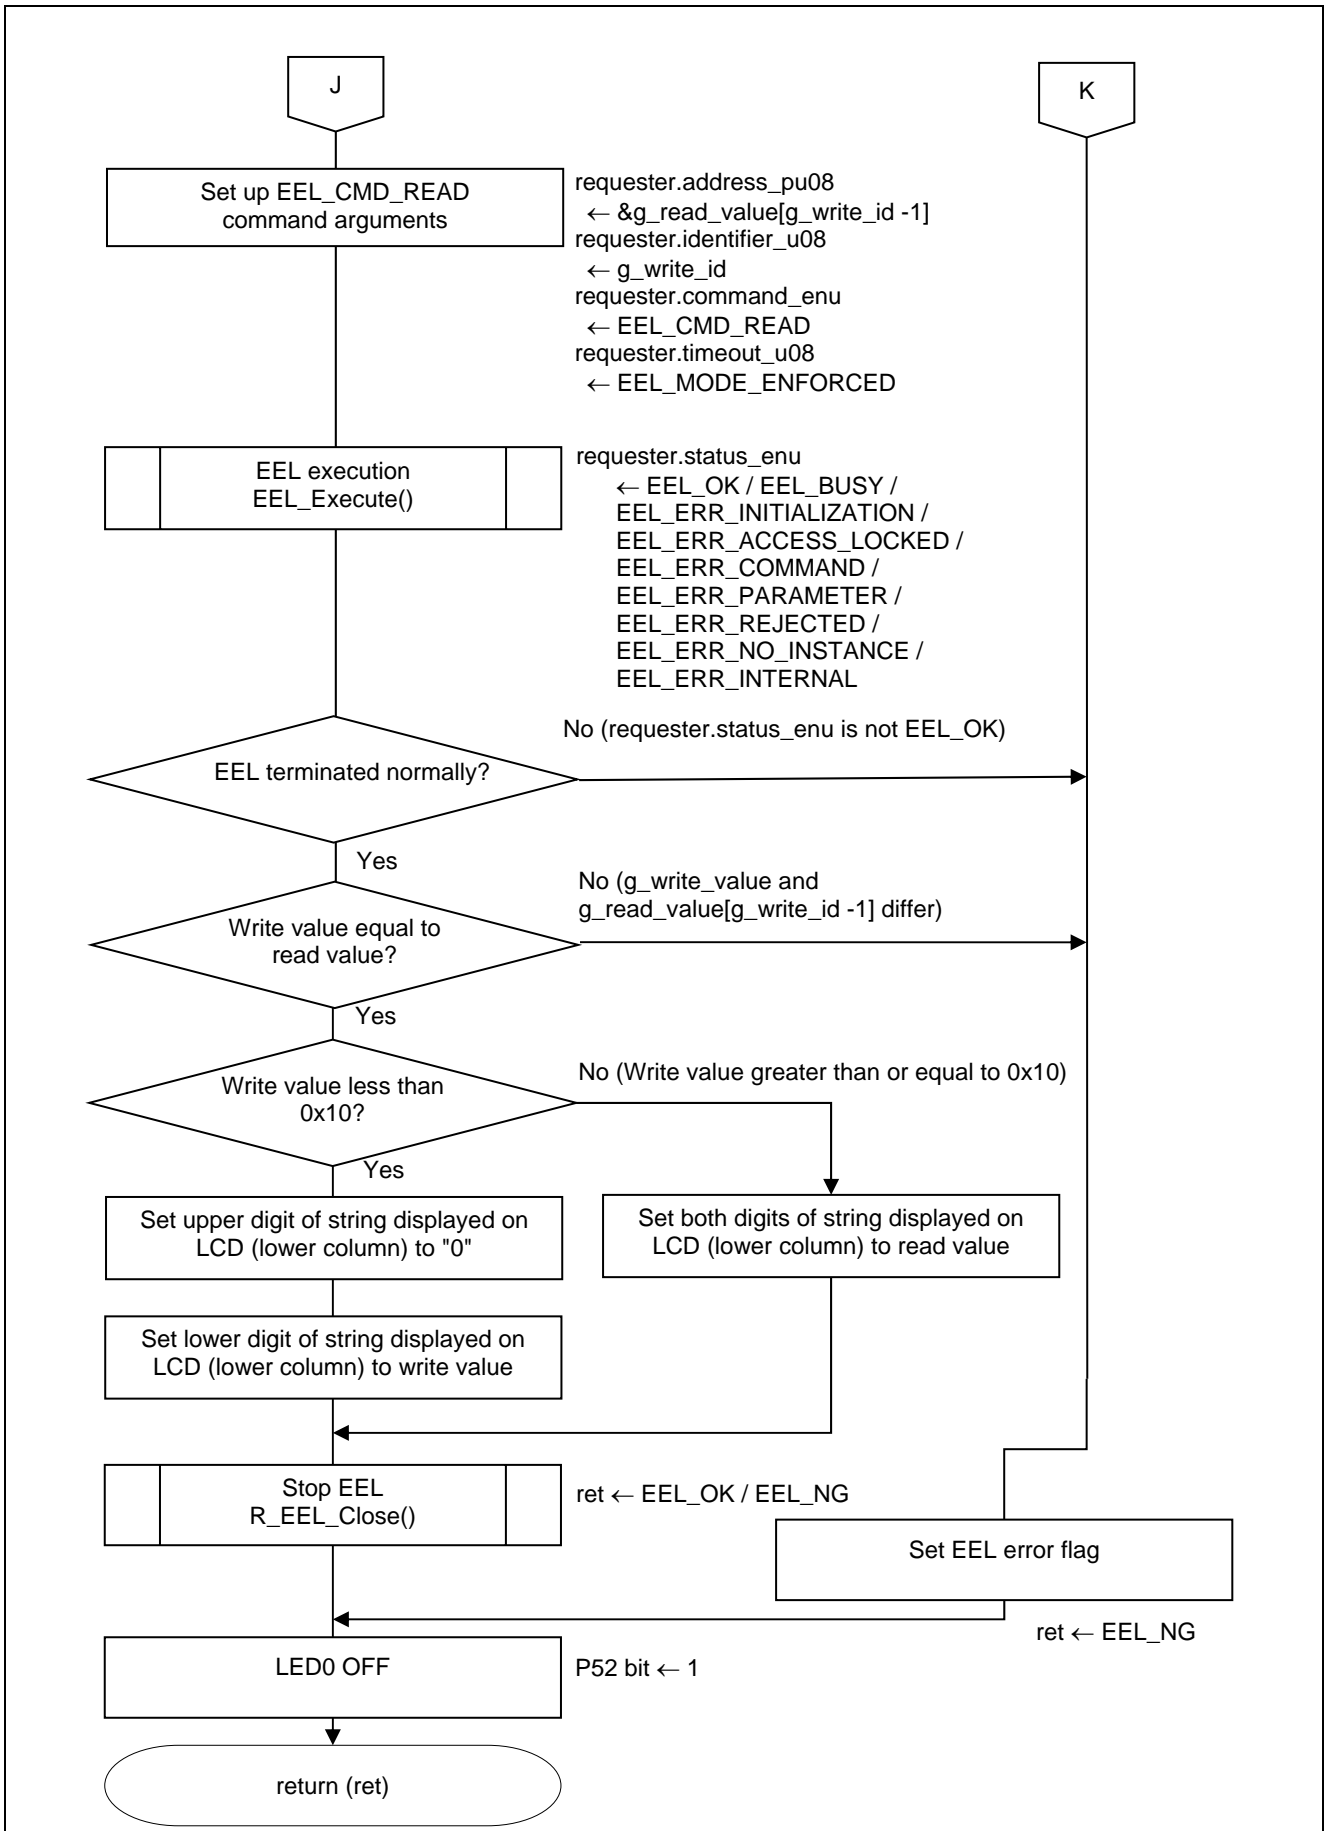 J
K
Set up EEL_CMD_READ
command arguments
requester.address_pu08
← &g_read_value[g_write_id -1]
requester.identifier_u08
← g_write_id
requester.command_enu
← EEL_CMD_READ
requester.timeout_u08
← EEL_MODE_ENFORCED
EEL execution
EEL_Execute()
requester.status_enu
← EEL_OK / EEL_BUSY /
EEL_ERR_INITIALIZATION /
EEL_ERR_ACCESS_LOCKED /
EEL_ERR_COMMAND /
EEL_ERR_PARAMETER /
EEL_ERR_REJECTED /
EEL_ERR_NO_INSTANCE /
EEL_ERR_INTERNAL
No (requester.status_enu is not EEL_OK)
EEL terminated normally?
Yes
No (g_write_value and
g_read_value[g_write_id -1] differ)
Write value equal to
read value?
Yes
No (Write value greater than or equal to 0x10)
Write value less than
0x10?
Yes
Set upper digit of string displayed on
LCD (lower column) to "0"
Set both digits of string displayed on
LCD (lower column) to read value
Set lower digit of string displayed on
LCD (lower column) to write value
Stop EEL
R_EEL_Close()
ret ← EEL_OK / EEL_NG
Set EEL error flag
ret ← EEL_NG
LED0 OFF
P52 bit ← 1
return (ret)